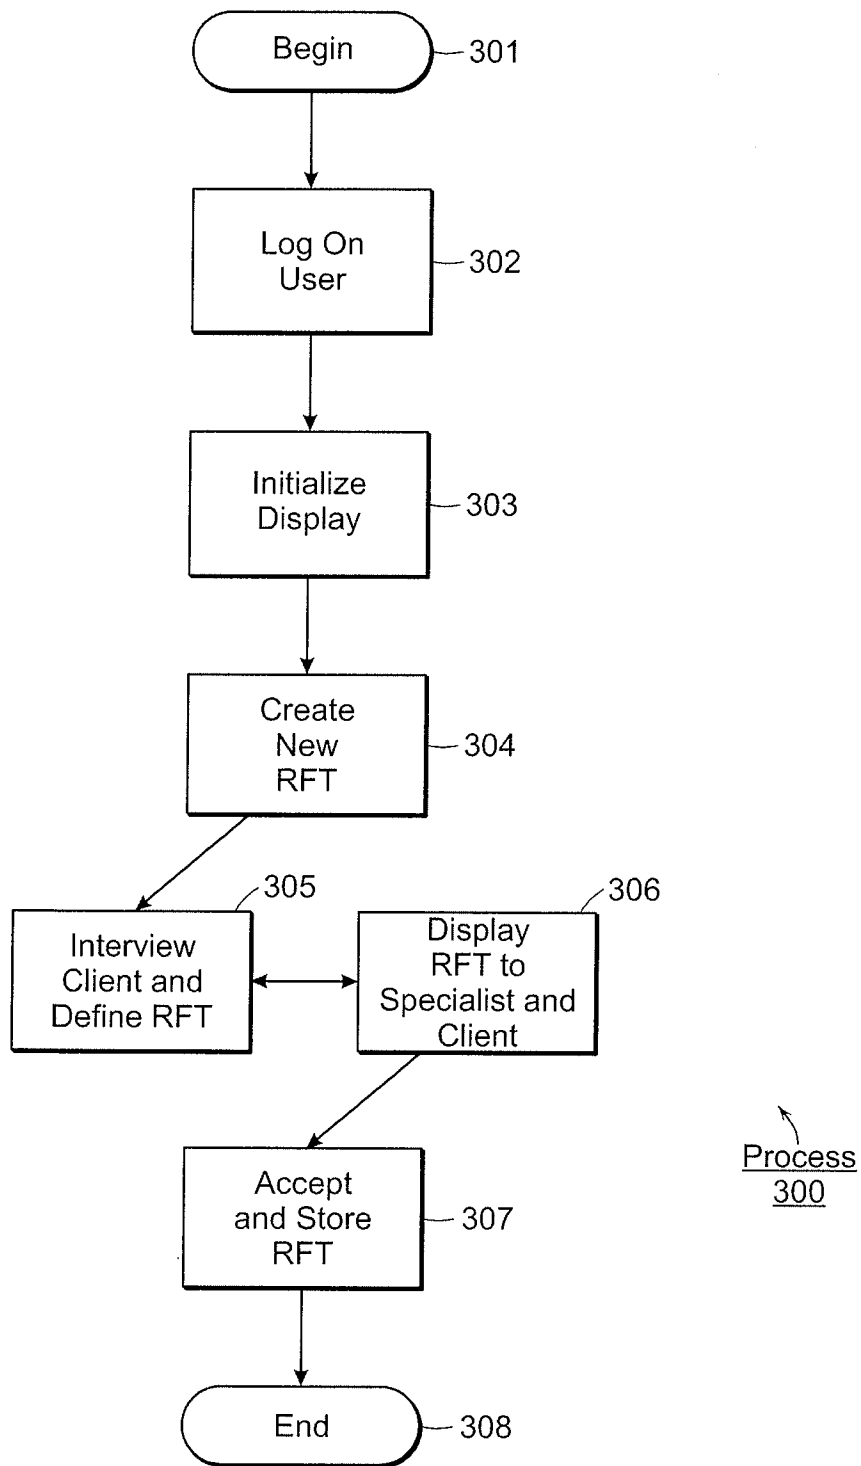 Begin
301
Log On
User
302
Initialize
Display
303
Create
New
RFT
304
305
Interview
Client and
Define RFT
306
Display
RFT to
Specialist and
Client
Accept
and Store
RFT
307
Process
300
End
308